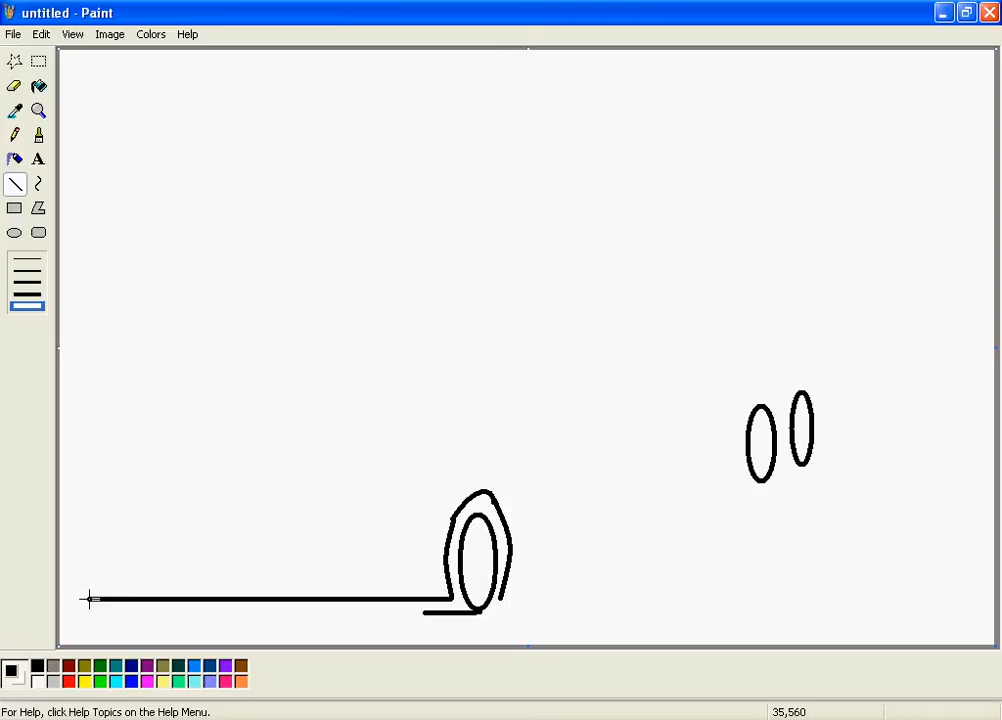 untitled - Paint
File Edit View Image Colors Help
A
For Help, click Help Topics on the Help Menu. 35,560